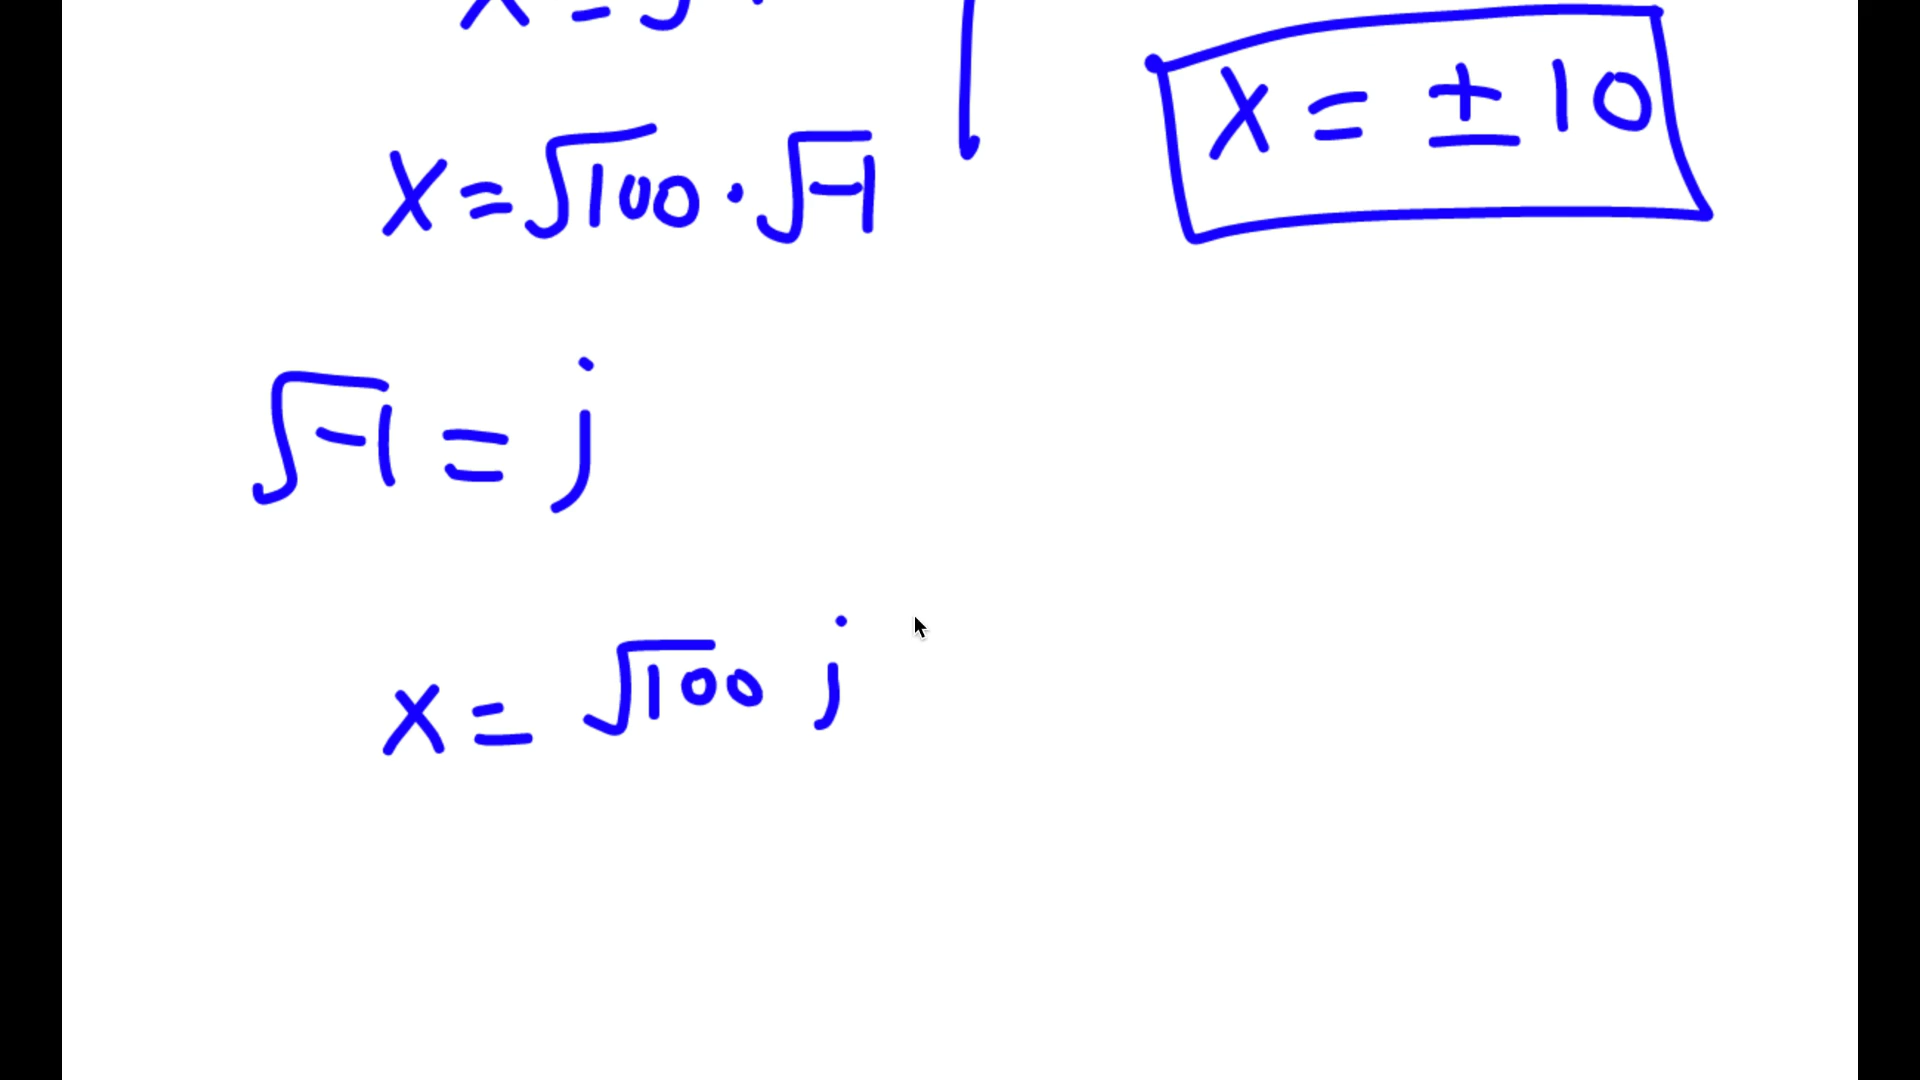 x = ± 10
x = √100 · √-1
√-1 = j
x = √100 j